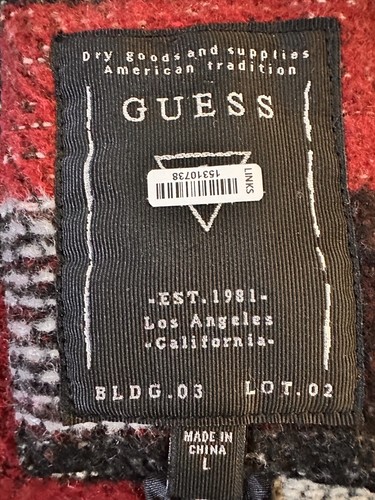 Dry goods and supplies
American tradition
GUESS
LINKS
15310738
-EST.1981-
Los Angeles
-California-
BLDG.03 LOT.02
MADE IN
CHINA
L